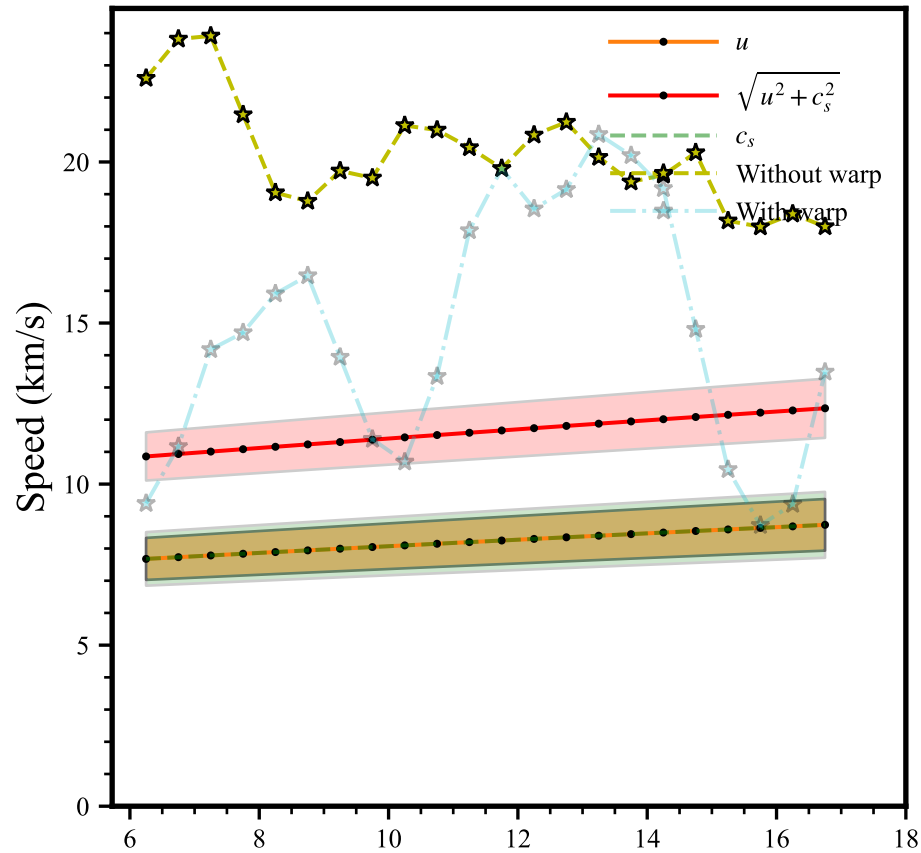 20
15
10
5
0
Speed (km/s)
u
√u² + c_s²
c_s
Without warp
With warp
6
8
10
12
14
16
18